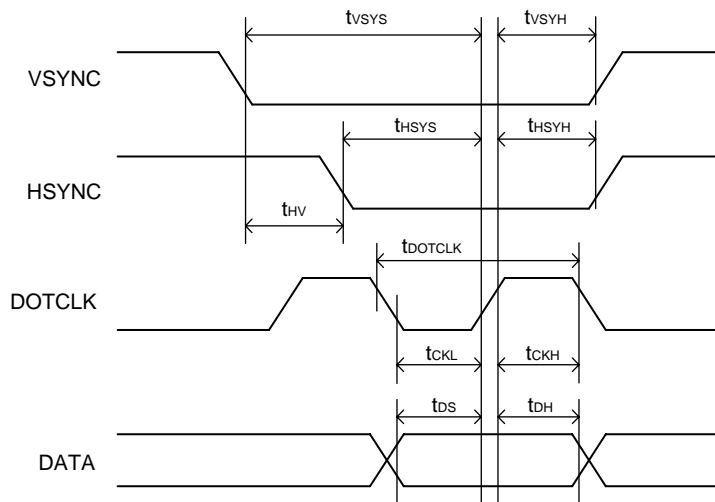 tVSYS tVSYH
VSYNC
tHSYS tHSYH
HSYNC
tHV
tDOTCLK
DOTCLK
tCKL tCKH
tDS tDH
DATA